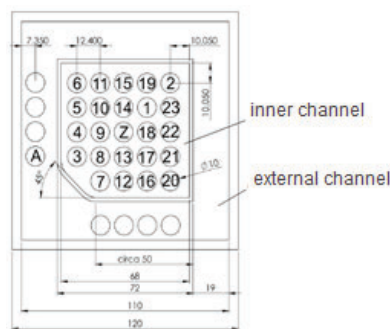 7.350 12.400 10.050
6 11 15 19 2
10.050
5 10 14 1 23
inner channel
4 9 Z 18 22
A 3 8 13 17 21
Ø10
external channel
45°
7 12 16 20
circa 50
68
72 19
110
120